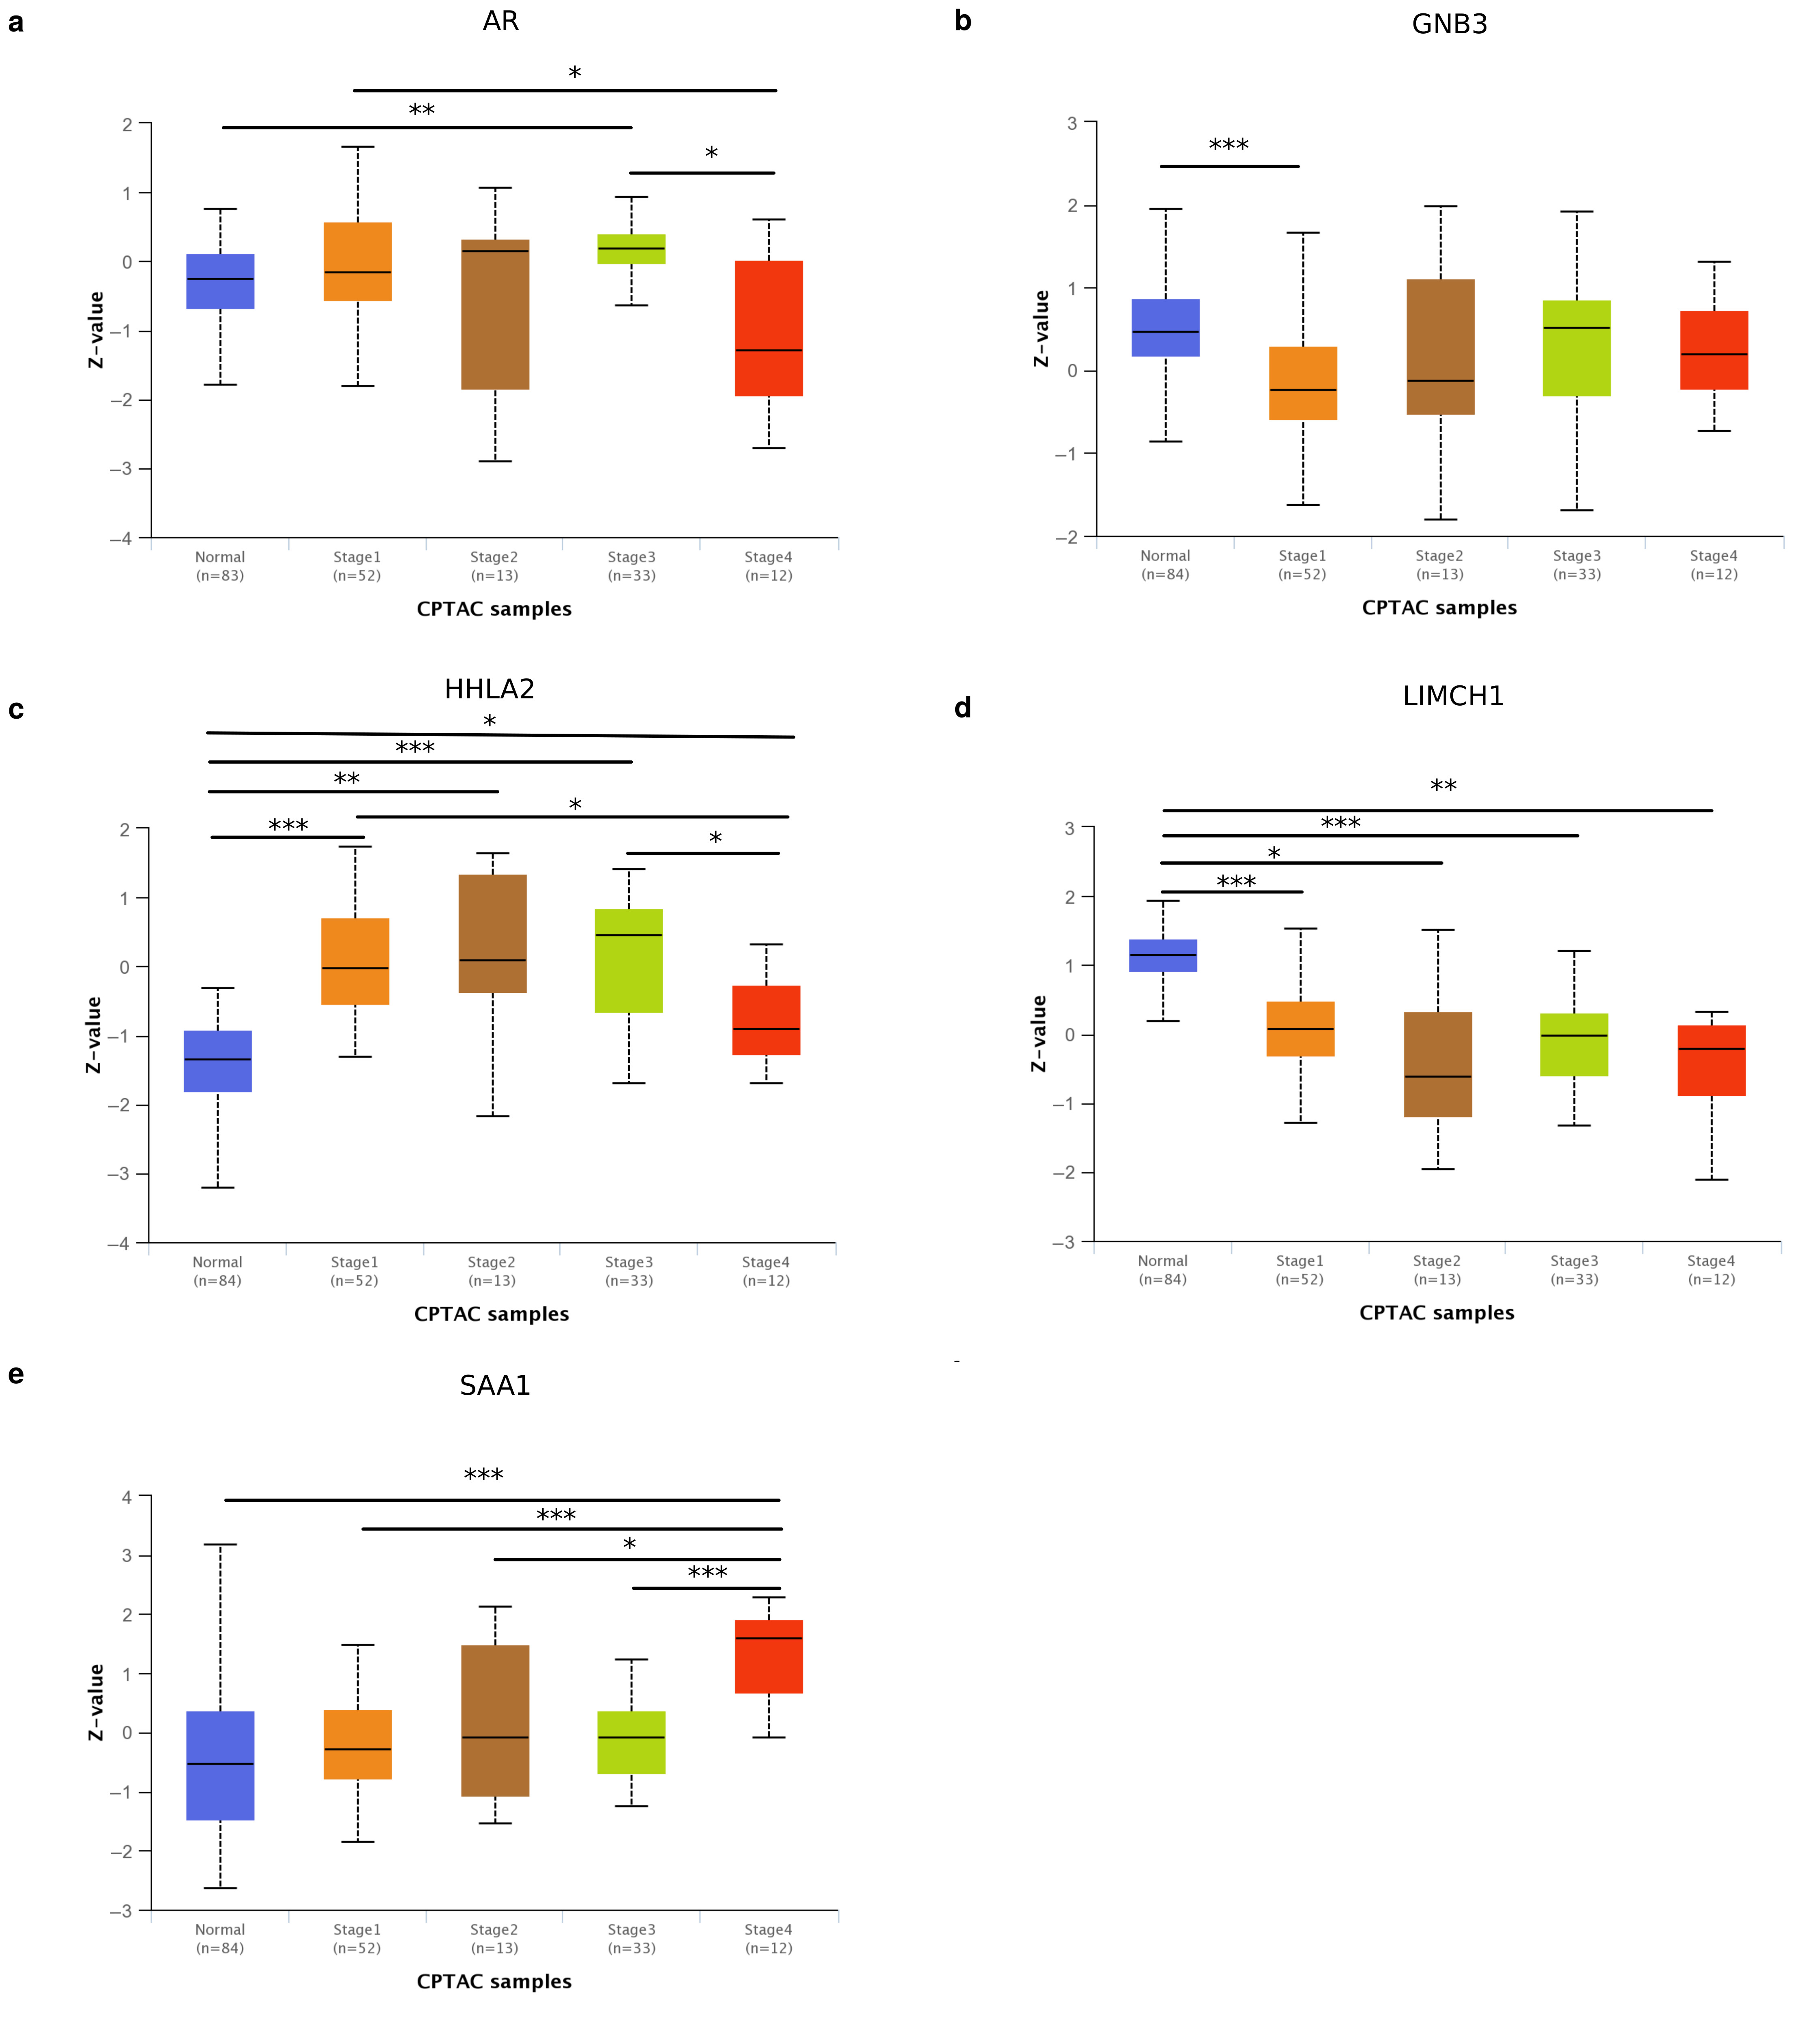 a
AR
*
**
*
2
1
0
−1
−2
−3
−4
Z-value
Normal
(n=83)
Stage1
(n=52)
Stage2
(n=13)
Stage3
(n=33)
Stage4
(n=12)
CPTAC samples
b
GNB3
***
3
2
1
0
−1
−2
Z-value
Normal
(n=84)
Stage1
(n=52)
Stage2
(n=13)
Stage3
(n=33)
Stage4
(n=12)
CPTAC samples
c
HHLA2
*
***
**
*
***
*
2
1
0
−1
−2
−3
−4
Z-value
Normal
(n=84)
Stage1
(n=52)
Stage2
(n=13)
Stage3
(n=33)
Stage4
(n=12)
CPTAC samples
d
LIMCH1
**
***
*
***
3
2
1
0
−1
−2
−3
Z-value
Normal
(n=84)
Stage1
(n=52)
Stage2
(n=13)
Stage3
(n=33)
Stage4
(n=12)
CPTAC samples
e
SAA1
***
***
*
***
4
3
2
1
0
−1
−2
−3
Z-value
Normal
(n=84)
Stage1
(n=52)
Stage2
(n=13)
Stage3
(n=33)
Stage4
(n=12)
CPTAC samples